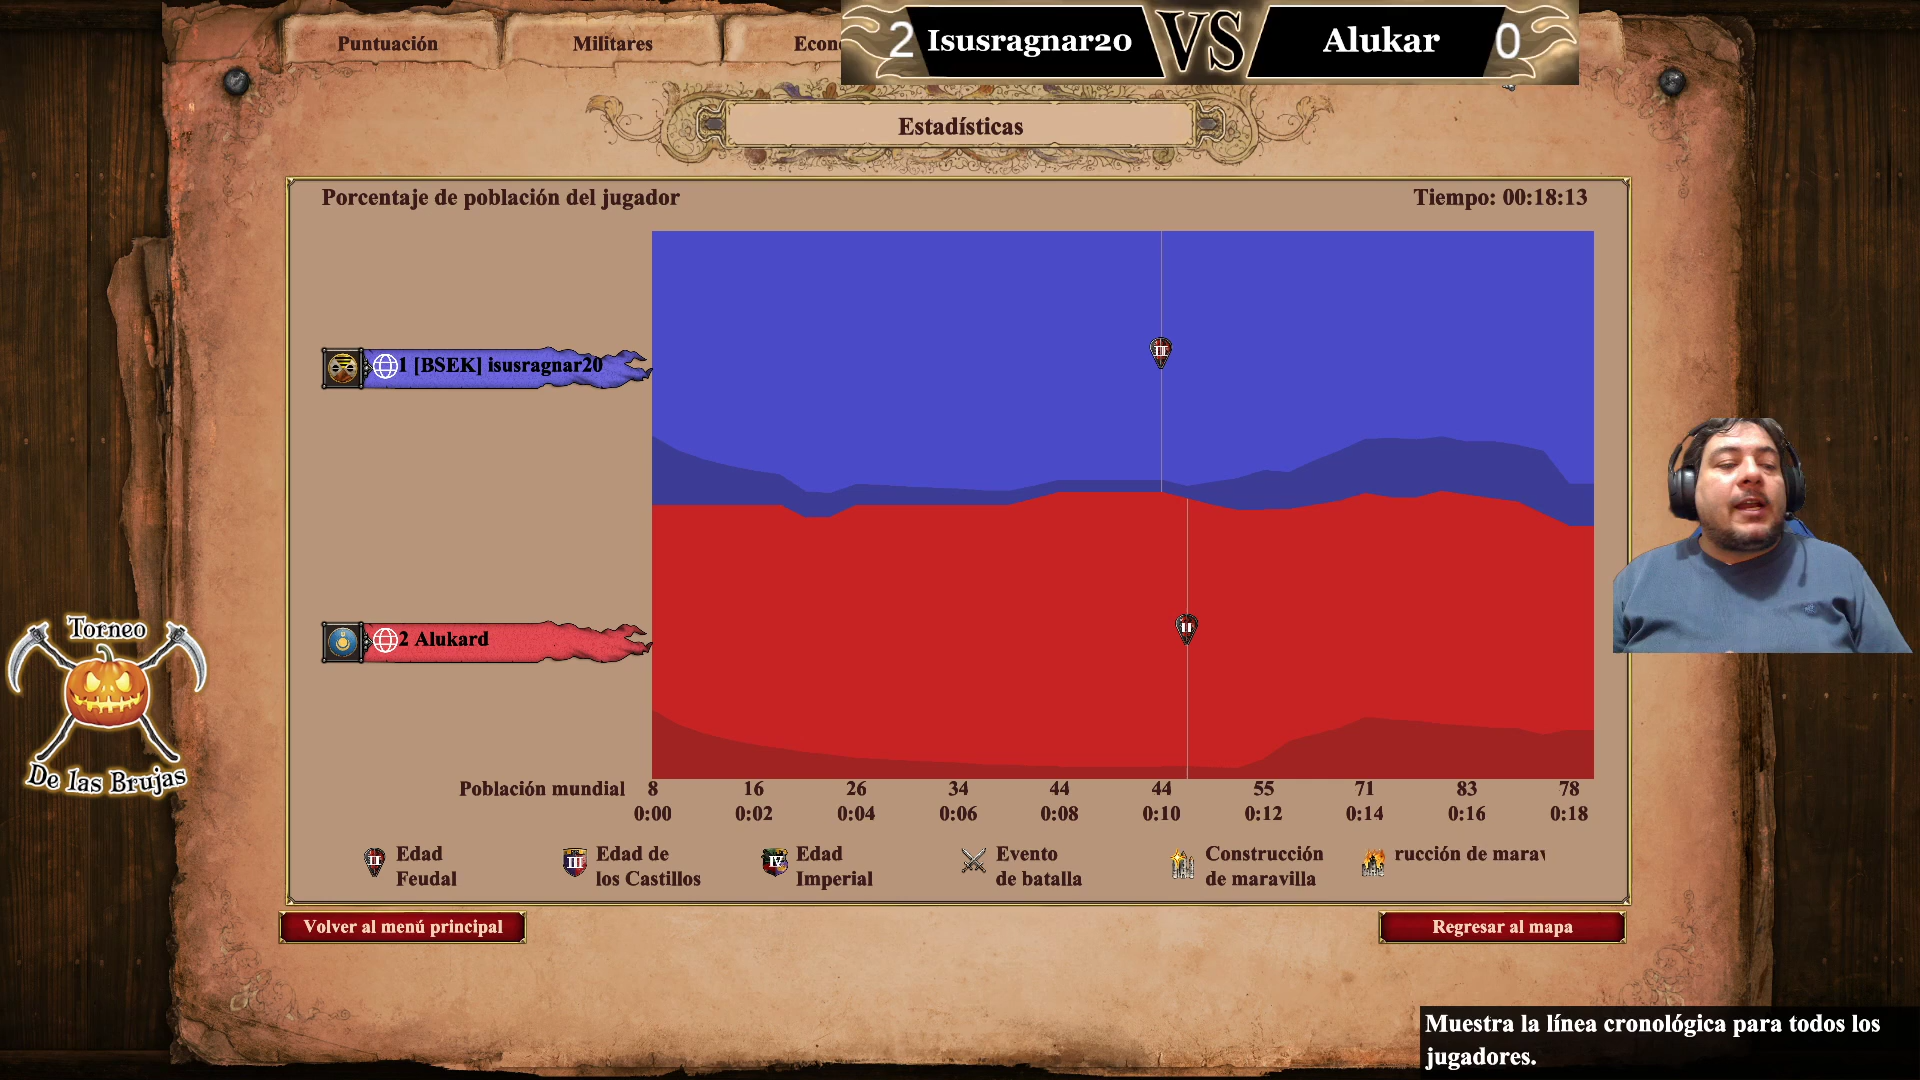 Puntuación
Militares
2 Isusragnar20 VS Alukar 0
Estadísticas
Porcentaje de población del jugador
Tiempo: 00:18:13
1 [BSEK] isusragnar20
2 Alukard
Torneo
De las Brujas
Población mundial 8 16 26 34 44 44 55 71 83 78
0:00 0:02 0:04 0:06 0:08 0:10 0:12 0:14 0:16 0:18
II Edad
Feudal
III Edad de
los Castillos
IV Edad
Imperial
Evento
de batalla
Construcción
de maravilla
rucción de marav
Volver al menú principal
Regresar al mapa
Muestra la línea cronológica para todos los
jugadores.